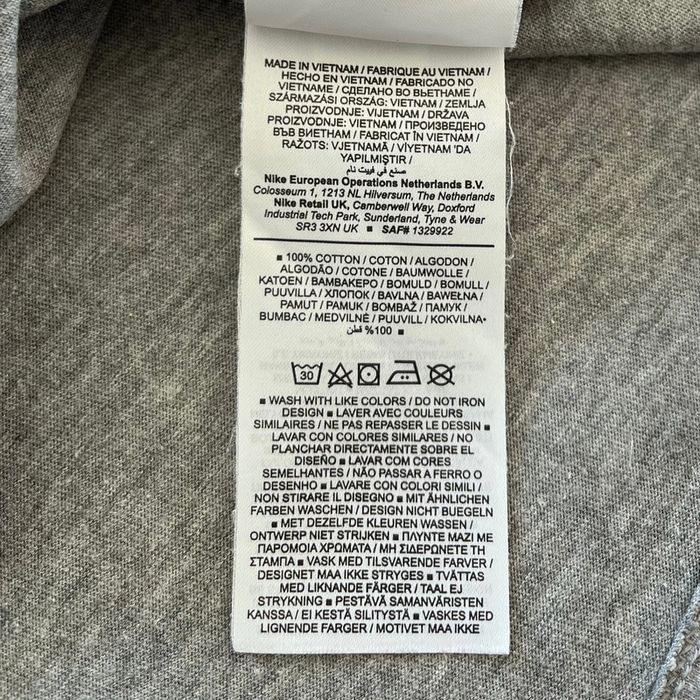 MADE IN VIETNAM / FABRIQUE AU VIETNAM /
HECHO EN VIETNAM / FABRICADO NO
VIETNAME / СДЕЛАНО ВО ВЬЕТНАМЕ /
SZÁRMAZÁSI ORSZÁG: VIETNAM / ZEMLJA
PROIZVODNJE: VIJETNAM / DRŽAVA
PROIZVODNJE: VIETNAM / ПРОИЗВЕДЕНО
ВЪВ ВИЕТНАМ / FABRICAT ÎN VIETNAM /
RAŽOTS: VJETNAMĀ / VİYETNAM 'DA
YAPILMIŞTIR /
صنع في فييت نام
Nike European Operations Netherlands B.V.
Colosseum 1, 1213 NL Hilversum, The Netherlands
Nike Retail UK, Camberwell Way, Doxford
Industrial Tech Park, Sunderland, Tyne & Wear
SR3 3XN UK ■ SAF# 1329922
■ 100% COTTON / COTON / ALGODON /
ALGODÃO / COTONE / BAUMWOLLE /
KATOEN / ΒΑΜΒΑΚΕΡΟ / BOMULD / BOMULL /
PUUVILLA / ХЛОПОК / BAVLNA / BAWEŁNA /
PAMUT / PAMUK / BOMBAŽ / ПАМУК /
BUMBAC / MEDVILNĖ / PUUVILL / KOKVILNA
100% قطن ■
30
■ WASH WITH LIKE COLORS / DO NOT IRON
DESIGN ■ LAVER AVEC COULEURS
SIMILAIRES / NE PAS REPASSER LE DESSIN ■
LAVAR CON COLORES SIMILARES / NO
PLANCHAR DIRECTAMENTE SOBRE EL
DISEÑO ■ LAVAR COM CORES
SEMELHANTES / NÃO PASSAR A FERRO O
DESENHO ■ LAVARE CON COLORI SIMILI /
NON STIRARE IL DISEGNO ■ MIT ÄHNLICHEN
FARBEN WASCHEN / DESIGN NICHT BUEGELN
■ MET DEZELFDE KLEUREN WASSEN /
ONTWERP NIET STRIJKEN ■ ΠΛΥΝΤΕ ΜΑΖΙ ΜΕ
ΠΑΡΟΜΟΙΑ ΧΡΩΜΑΤΑ / ΜΗ ΣΙΔΕΡΩΝΕΤΕ ΤΗ
ΣΤΑΜΠΑ ■ VASK MED TILSVARENDE FARVER /
DESIGNET MAA IKKE STRYGES ■ TVÄTTAS
MED LIKNANDE FÄRGER / TAAL EJ
STRYKNING ■ PESTÄVÄ SAMANVÄRISTEN
KANSSA / EI KESTÄ SILITYSTÄ ■ VASKES MED
LIGNENDE FARGER / MOTIVET MAA IKKE